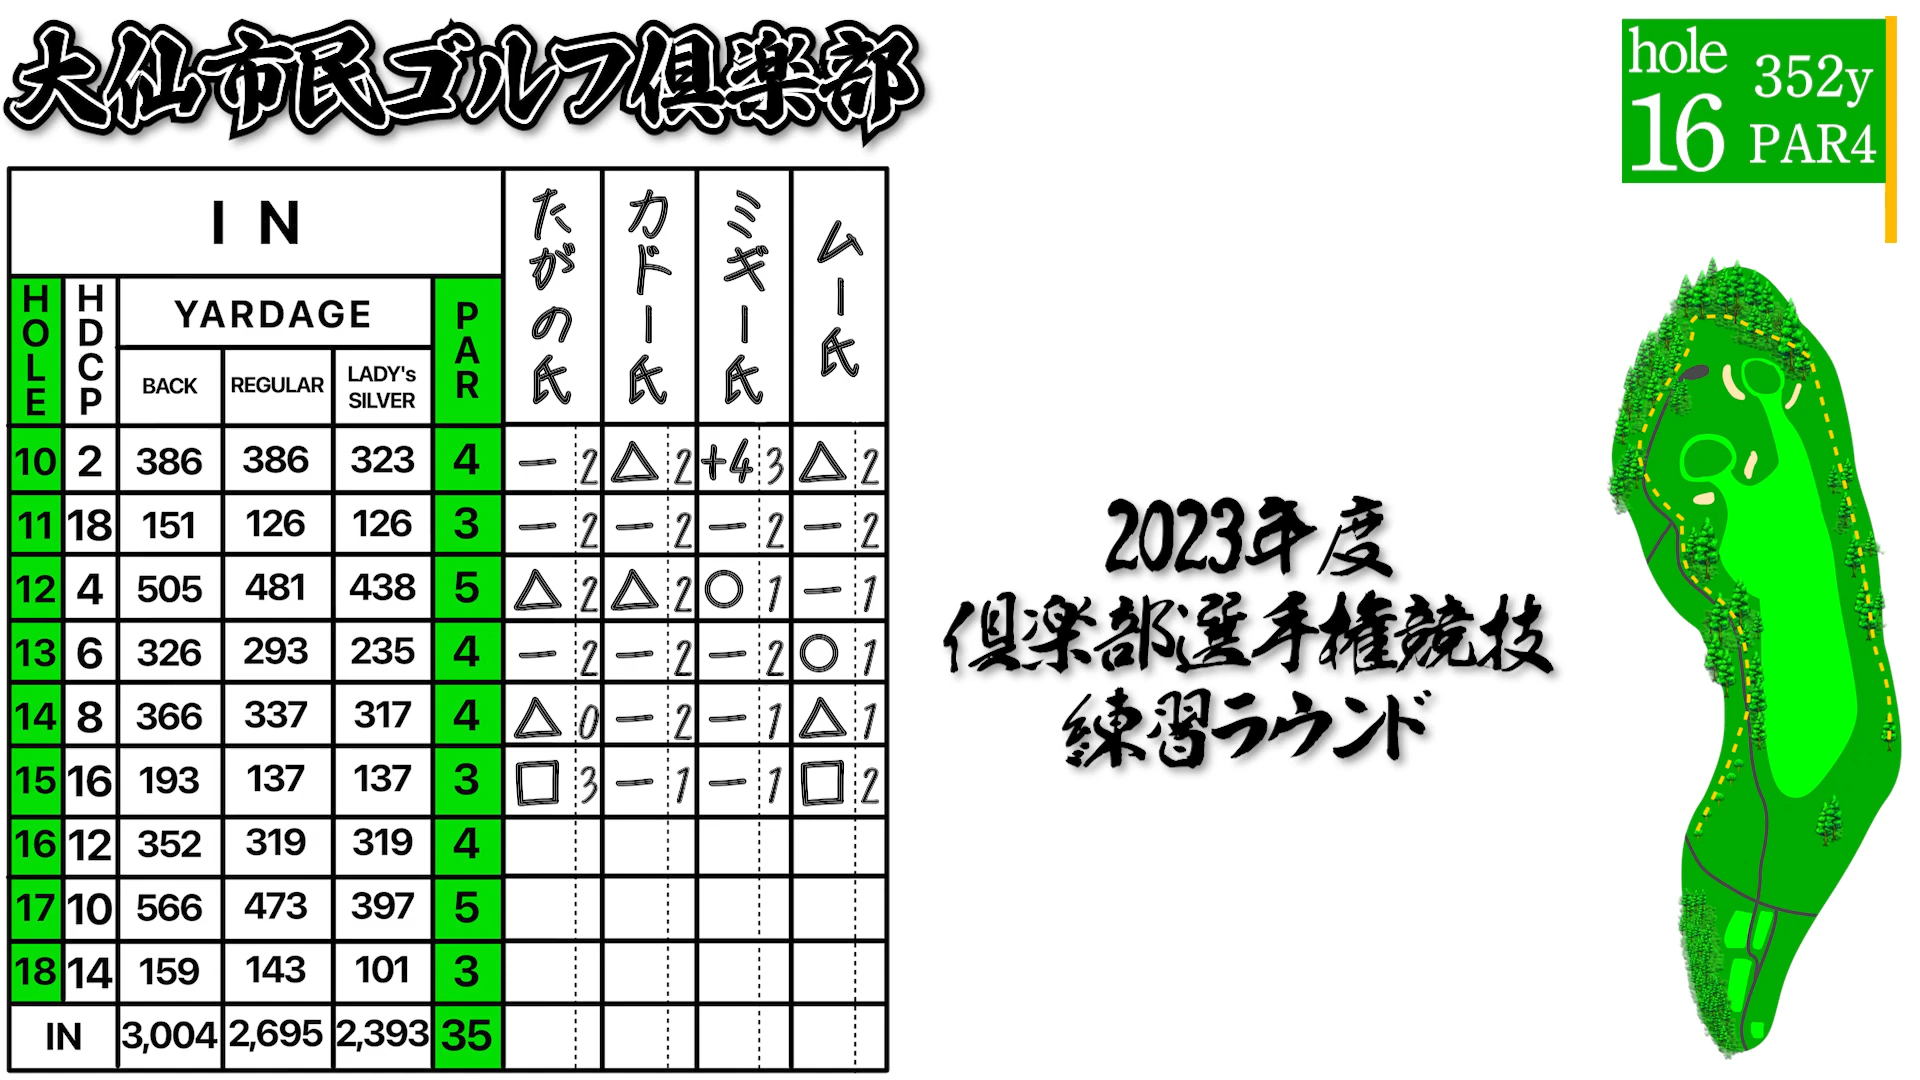 大仙市民ゴルフ倶楽部
hole 16 352y PAR4
IN たがの氏 カドー氏 ミギー氏 ムー氏
HOLE HDCP YARDAGE PAR
BACK REGULAR LADY's SILVER
10 2 386 386 323 4 — 2 △ 2 +4 3 △ 2
11 18 151 126 126 3 — 2 — 2 — 2 — 2
12 4 505 481 438 5 △ 2 △ 2 ○ 1 — 1
13 6 326 293 235 4 — 2 — 2 — 2 ○ 1
14 8 366 337 317 4 △ 0 — 2 — 1 △ 1
15 16 193 137 137 3 □ 3 — 1 — 1 □ 2
16 12 352 319 319 4
17 10 566 473 397 5
18 14 159 143 101 3
IN 3,004 2,695 2,393 35
2023年度
倶楽部選手権競技
練習ラウンド